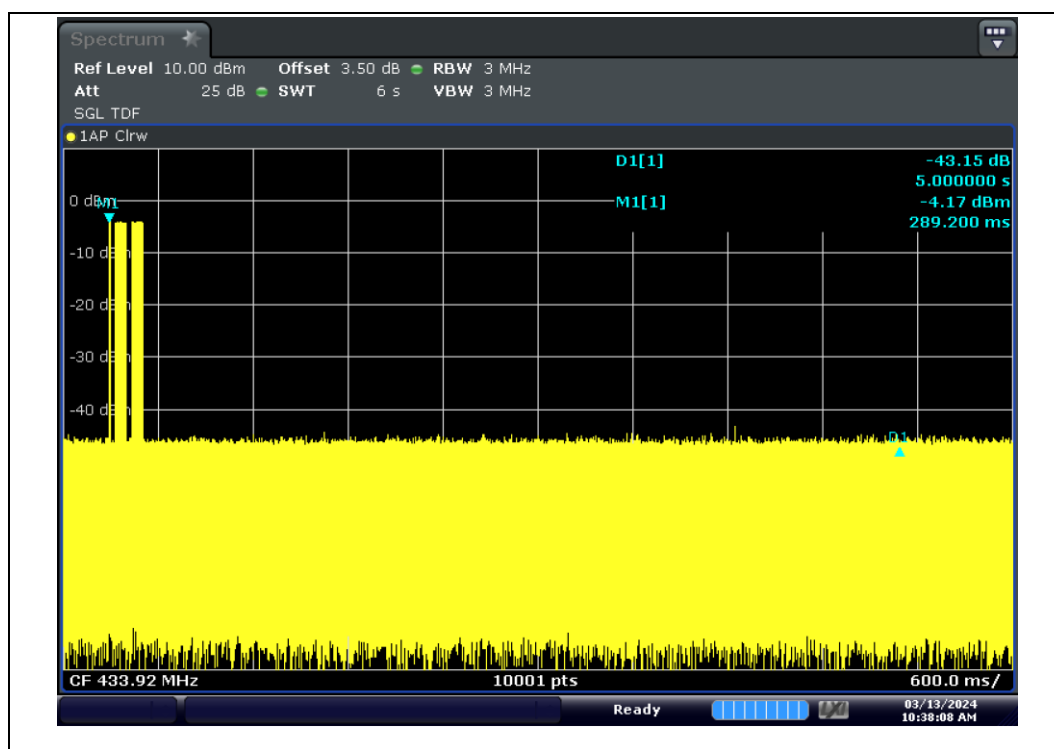 Spectrum
Ref Level 10.00 dBm Offset 3.50 dB RBW 3 MHz
Att 25 dB SWT 6 s VBW 3 MHz
SGL TDF
1AP Clrw
D1[1] -43.15 dB
5.000000 s
0 dBm M1 M1[1] -4.17 dBm
289.200 ms
-10 dBm
-20 dBm
-30 dBm
-40 dBm
D1
CF 433.92 MHz 10001 pts 600.0 ms/
Ready 03/13/2024
10:38:08 AM